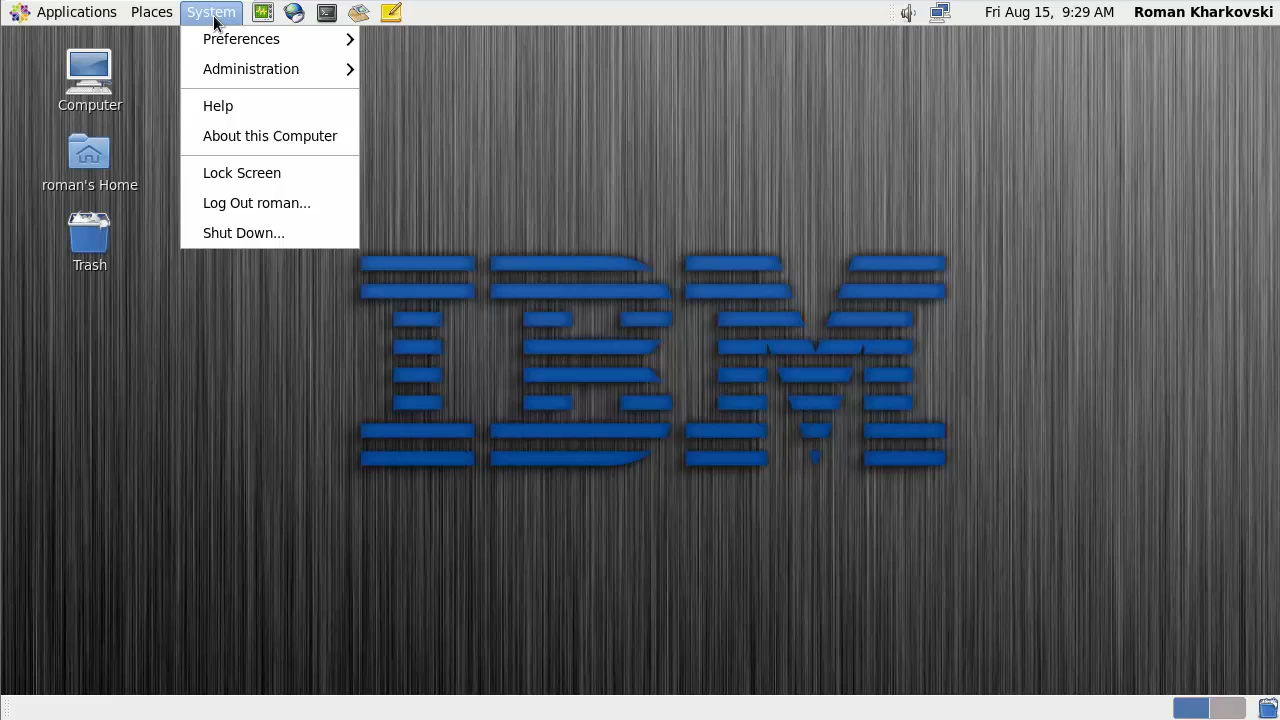 Applications Places System Fri Aug 15, 9:29 AM Roman Kharkovski
Preferences
Administration
Help
About this Computer
Lock Screen
Log Out roman...
Shut Down...
Computer
roman's Home
Trash
IBM